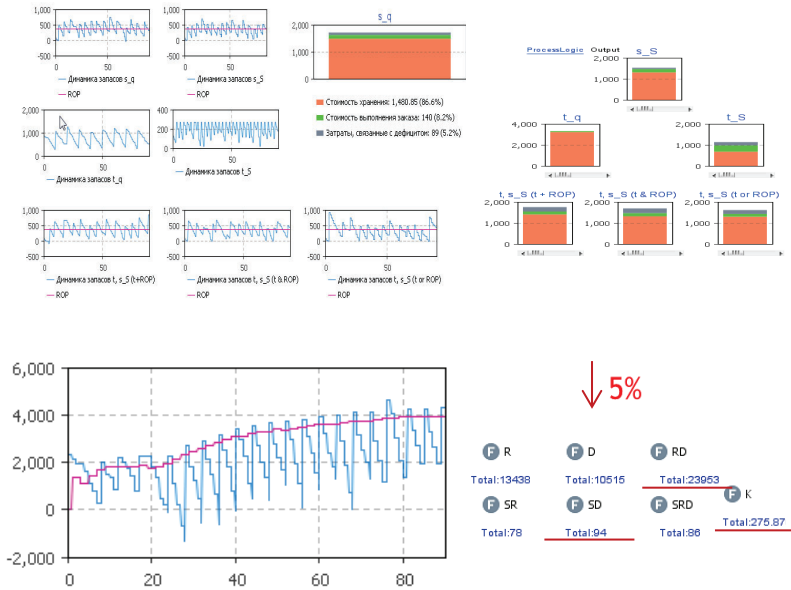 1,000
500
0
-500
0
50
Динамика запасов s_q
ROP
1,000
500
0
-500
0
50
Динамика запасов s_S
ROP
s_q
2,000
1,000
0
Стоимость хранения: 1,480.85 (86.6%)
Стоимость выполнения заказа: 140 (8.2%)
Затраты, связанные с дефицитом: 89 (5.2%)
ProcessLogic Output
s_S
2,000
1,000
0
2,000
1,000
0
0
50
Динамика запасов t_q
400
200
0
0
50
Динамика запасов t_S
t_q
4,000
2,000
0
t_S
2,000
1,000
0
1,000
500
0
-500
0
50
Динамика запасов t, s_S (t+ROP)
ROP
1,000
500
0
-500
0
50
Динамика запасов t, s_S (t & ROP)
ROP
1,000
500
0
-500
0
50
Динамика запасов t, s_S (t or ROP)
ROP
t, s_S (t + ROP)
2,000
1,000
0
t, s_S (t & ROP)
2,000
1,000
0
t, s_S (t or ROP)
2,000
1,000
0
6,000
4,000
2,000
0
-2,000
0
20
40
60
80
5%
F R
Total:13438
F D
Total:10515
F RD
Total:23953
F K
Total:275.87
F SR
Total:78
F SD
Total:94
F SRD
Total:86